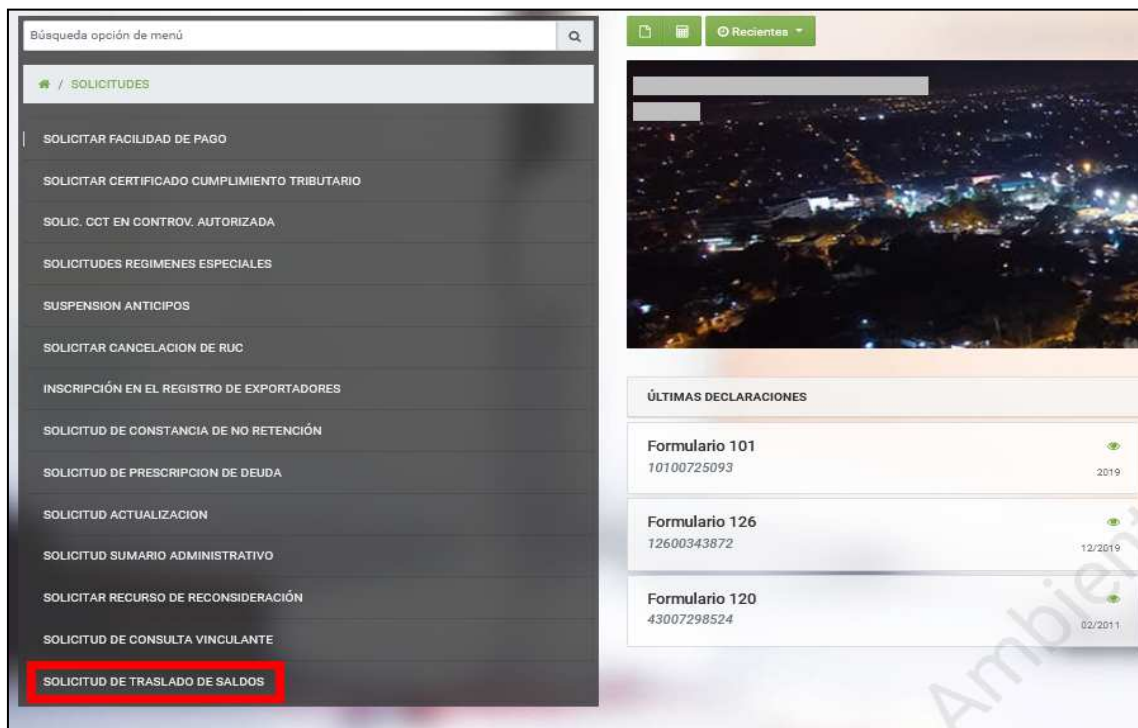 Búsqueda opción de menú
/ SOLICITUDES
SOLICITAR FACILIDAD DE PAGO
SOLICITAR CERTIFICADO CUMPLIMIENTO TRIBUTARIO
SOLIC. CCT EN CONTROV. AUTORIZADA
SOLICITUDES REGIMENES ESPECIALES
SUSPENSION ANTICIPOS
SOLICITAR CANCELACION DE RUC
INSCRIPCIÓN EN EL REGISTRO DE EXPORTADORES
SOLICITUD DE CONSTANCIA DE NO RETENCIÓN
SOLICITUD DE PRESCRIPCION DE DEUDA
SOLICITUD ACTUALIZACION
SOLICITUD SUMARIO ADMINISTRATIVO
SOLICITAR RECURSO DE RECONSIDERACIÓN
SOLICITUD DE CONSULTA VINCULANTE
SOLICITUD DE TRASLADO DE SALDOS
Recientes
ÚLTIMAS DECLARACIONES
Formulario 101
10100725093
2019
Formulario 126
12600343872
12/2019
Formulario 120
43007298524
02/2011